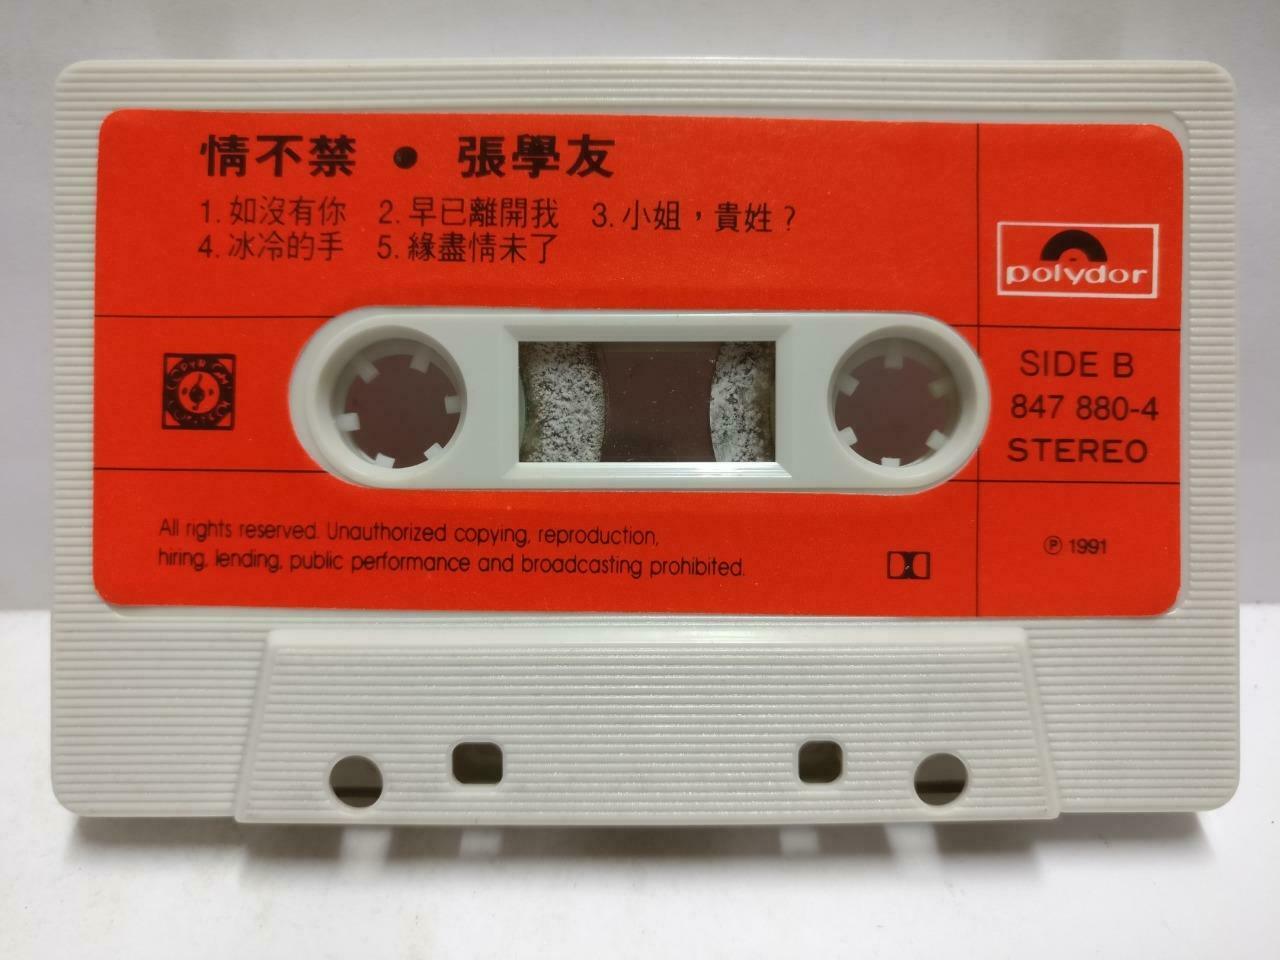 情不禁 • 張學友
1. 如沒有你 2. 早已離開我 3. 小姐，貴姓？
4. 冰冷的手 5. 緣盡情未了
polydor
SIDE B
847 880-4
STEREO
All rights reserved. Unauthorized copying, reproduction,
hiring, lending, public performance and broadcasting prohibited.
℗ 1991